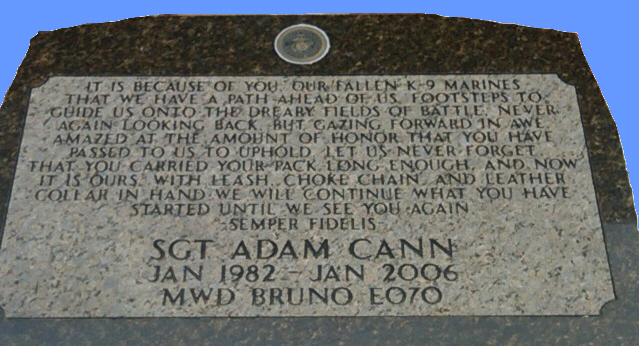 IT IS BECAUSE OF YOU, OUR FALLEN K-9 MARINES
THAT WE HAVE A PATH AHEAD OF US, FOOTSTEPS TO
GUIDE US ONTO THE DREARY FIELDS OF BATTLE, NEVER
AGAIN LOOKING BACK, BUT GAZING FORWARD IN AWE
AMAZED AT THE AMOUNT OF HONOR THAT YOU HAVE
PASSED TO US TO UPHOLD. LET US NEVER FORGET
THAT YOU CARRIED YOUR PACK LONG ENOUGH, AND NOW
IT IS OURS. WITH LEASH, CHOKE CHAIN, AND LEATHER
COLLAR IN HAND WE WILL CONTINUE WHAT YOU HAVE
STARTED UNTIL WE SEE YOU AGAIN
-SEMPER FIDELIS-
SGT ADAM CANN
JAN 1982 - JAN 2006
MWD BRUNO E070